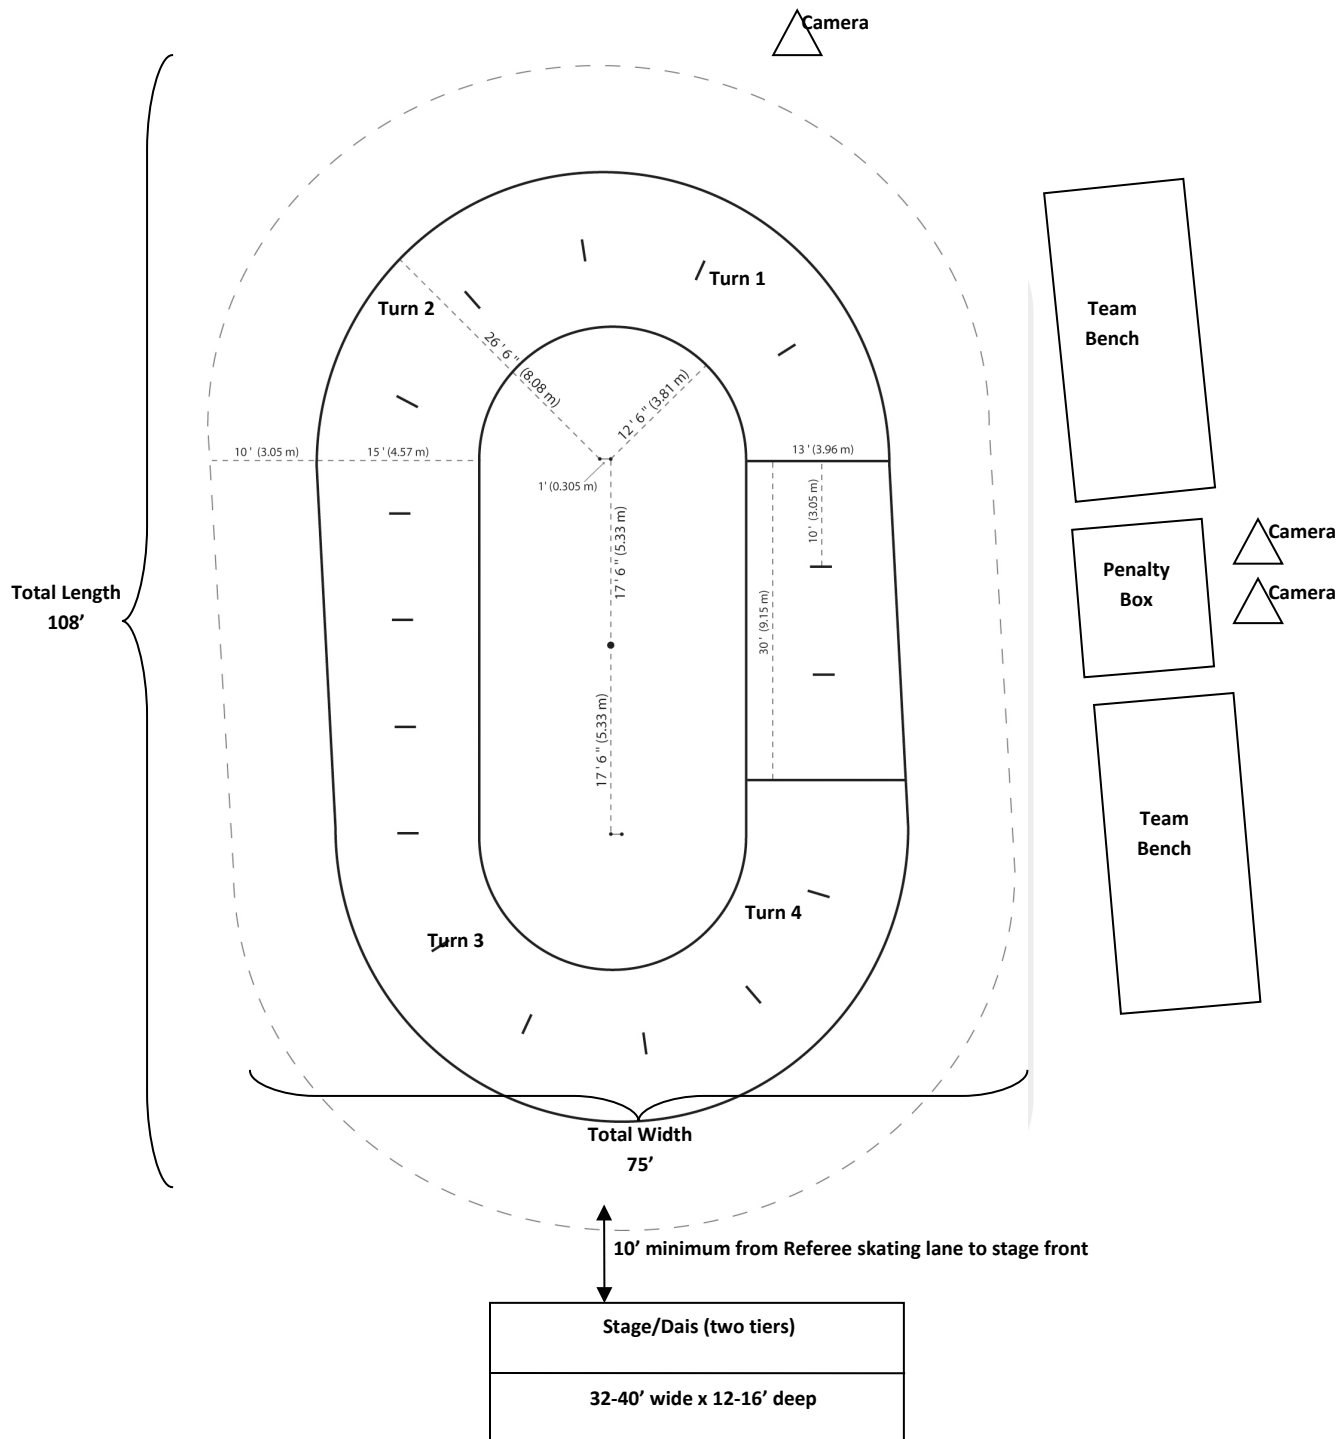 Camera
Turn 1
Turn 2
Team
Bench
26 ' 6 " (8.08 m)
12 ' 6 " (3.81 m)
10 ' (3.05 m)
15 ' (4.57 m)
13 ' (3.96 m)
1' (0.305 m)
17 ' 6 " (5.33 m)
10 ' (3.05 m)
Camera
Penalty
Box
Camera
Total Length
108’
30 ' (9.15 m)
17 ' 6 " (5.33 m)
Team
Bench
Turn 4
Turn 3
Total Width
75’
10’ minimum from Referee skating lane to stage front
Stage/Dais (two tiers)
32-40’ wide x 12-16’ deep